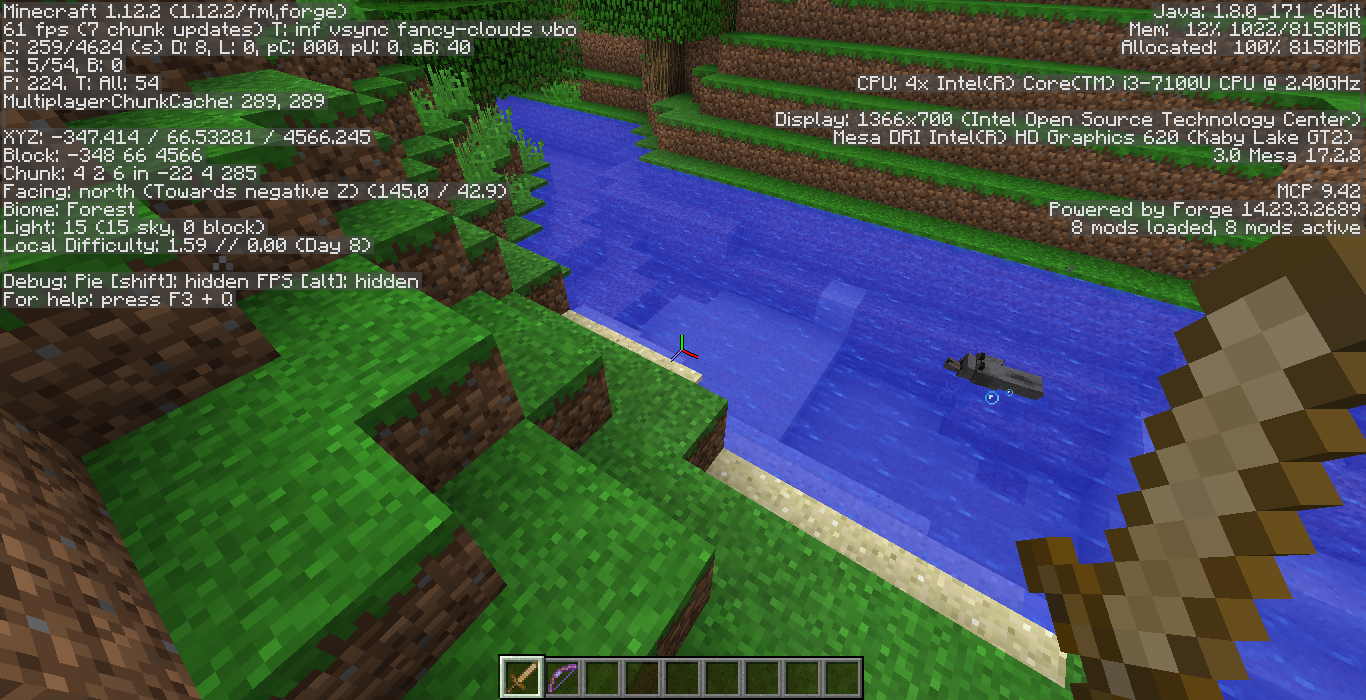 Minecraft 1.12.2 (1.12.2/fml,forge)
61 fps (7 chunk updates) T: inf vsync fancy-clouds vbo
C: 259/4624 (s) D: 8, L: 0, pC: 000, pU: 0, aB: 40
E: 5/54, B: 0
P: 224. T: All: 54
MultiplayerChunkCache: 289, 289
XYZ: -347.414 / 66.53281 / 4566.245
Block: -348 66 4566
Chunk: 4 2 6 in -22 4 285
Facing: north (Towards negative Z) (145.0 / 42.9)
Biome: Forest
Light: 15 (15 sky, 0 block)
Local Difficulty: 1.59 // 0.00 (Day 8)
Debug: Pie [shift]: hidden FPS [alt]: hidden
For help: press F3 + Q
Java: 1.8.0_171 64bit
Mem: 12% 1022/8158MB
Allocated: 100% 8158MB
CPU: 4x Intel(R) Core(TM) i3-7100U CPU @ 2.40GHz
Display: 1366x700 (Intel Open Source Technology Center)
Mesa DRI Intel(R) HD Graphics 620 (Kaby Lake GT2)
3.0 Mesa 17.2.8
MCP 9.42
Powered by Forge 14.23.3.2689
8 mods loaded, 8 mods active